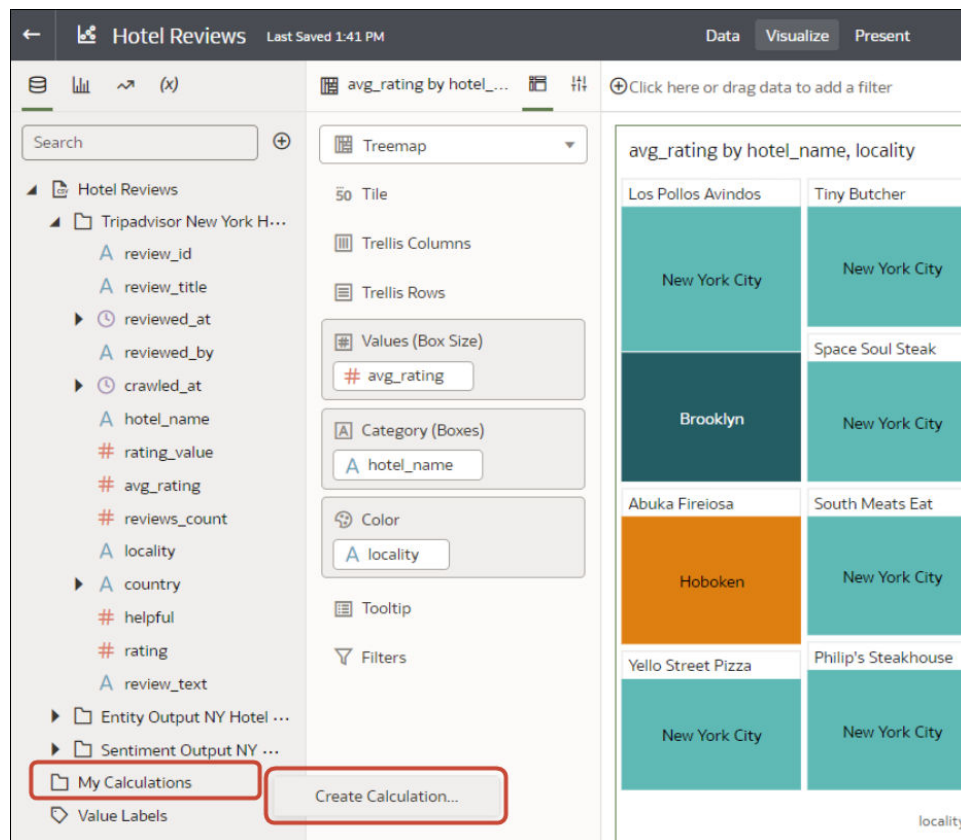 Hotel Reviews Last Saved 1:41 PM Data Visualize Present
(x)
avg_rating by hotel_... Click here or drag data to add a filter
Search
Hotel Reviews
Tripadvisor New York H...
A review_id
A review_title
reviewed_at
A reviewed_by
crawled_at
A hotel_name
# rating_value
# avg_rating
# reviews_count
A locality
A country
# helpful
# rating
A review_text
Entity Output NY Hotel ...
Sentiment Output NY ...
My Calculations
Value Labels
Create Calculation...
Treemap
50 Tile
Trellis Columns
Trellis Rows
# Values (Box Size)
# avg_rating
A Category (Boxes)
A hotel_name
Color
A locality
Tooltip
Filters
avg_rating by hotel_name, locality
Los Pollos Avindos
New York City
Brooklyn
Abuka Fireiosa
Hoboken
Yello Street Pizza
New York City
Tiny Butcher
New York City
Space Soul Steak
New York City
South Meats Eat
New York City
Philip's Steakhouse
New York City
locality